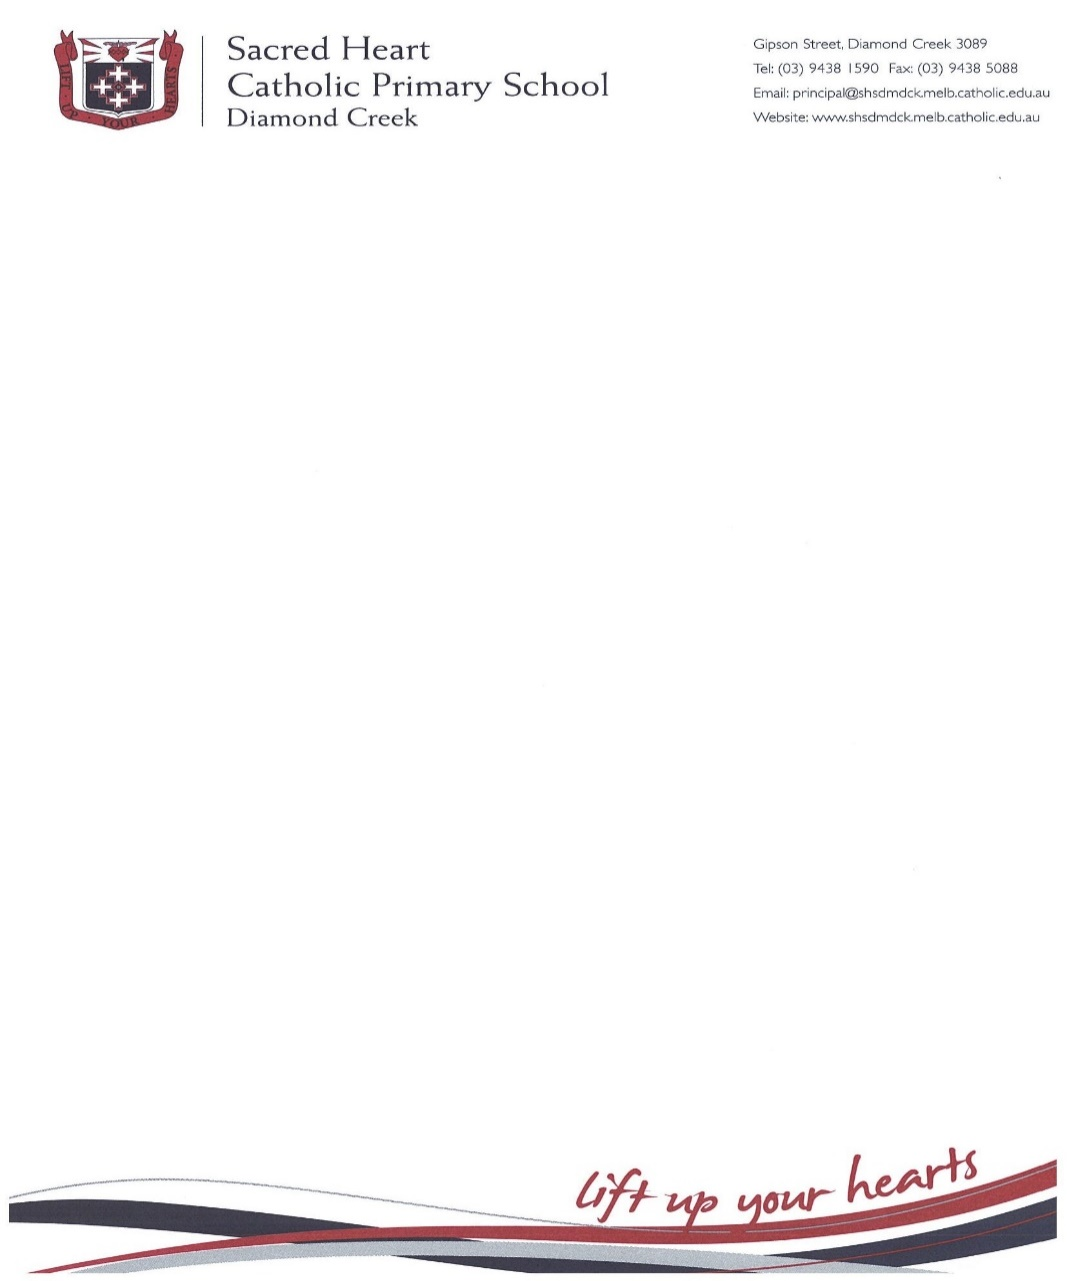 LIFT · UP · YOUR · HEARTS
Sacred Heart
Catholic Primary School
Diamond Creek
Gipson Street, Diamond Creek 3089
Tel: (03) 9438 1590 Fax: (03) 9438 5088
Email: principal@shsdmdck.melb.catholic.edu.au
Website: www.shsdmdck.melb.catholic.edu.au
lift up your hearts